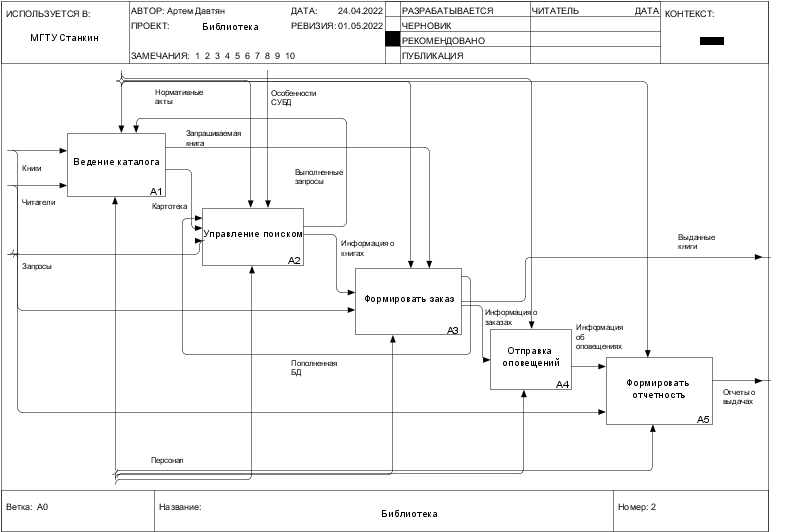 ИСПОЛЬЗУЕТСЯ В:
МГТУ Станкин
АВТОР: Артем Давтян
ДАТА: 24.04.2022
ПРОЕКТ: Библиотека
РЕВИЗИЯ: 01.05.2022
ЗАМЕЧАНИЯ: 1 2 3 4 5 6 7 8 9 10
РАЗРАБАТЫВАЕТСЯ
ЧЕРНОВИК
РЕКОМЕНДОВАНО
ПУБЛИКАЦИЯ
ЧИТАТЕЛЬ
ДАТА
КОНТЕКСТ:
Нормативные
акты
Особенности
СУБД
Запрашиваемая
книга
Ведение каталога
A1
Книги
Читатели
Картотека
Выполненные
запросы
Управление поиском
A2
Запросы
Информация о
книгах
Выданные
книги
Формировать заказ
A3
Информация о
заказах
Информация
об
оповещениях
Отправка
оповещений
A4
Пополненная
БД
Формировать
отчетность
A5
Отчеты о
выдачах
Персонал
Ветка: A0
Название:
Библиотека
Номер: 2